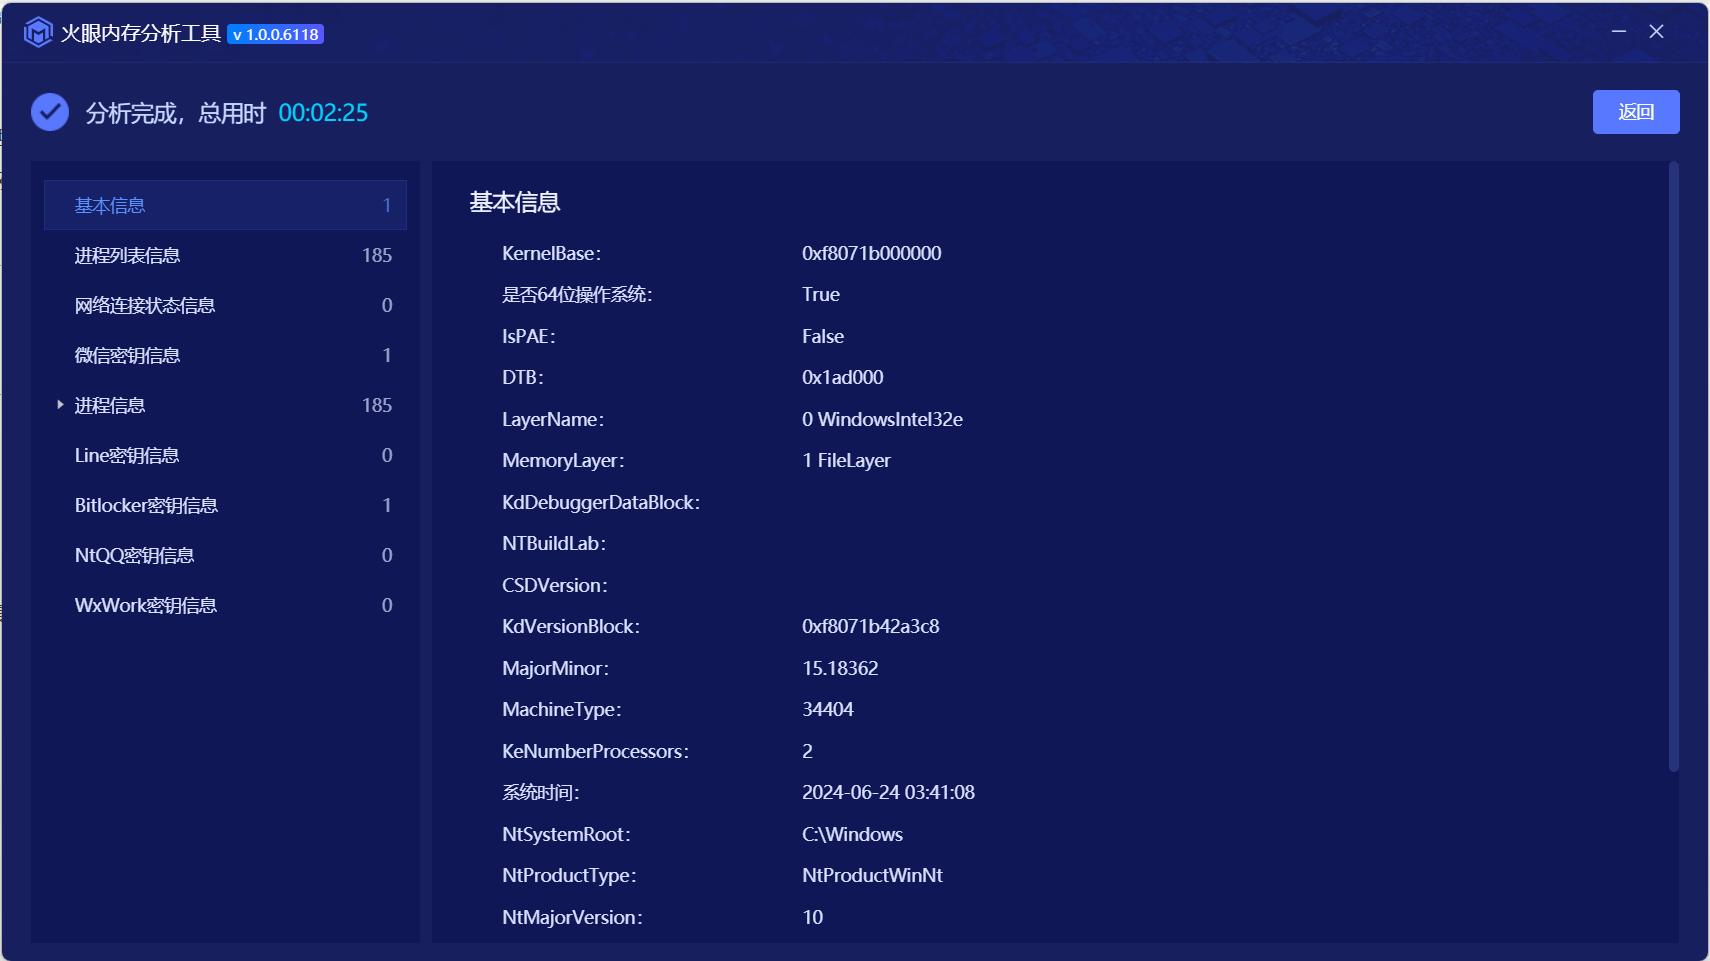 火眼内存分析工具 v 1.0.0.6118
分析完成，总用时 00:02:25
返回
基本信息 1
进程列表信息 185
网络连接状态信息 0
微信密钥信息 1
进程信息 185
Line密钥信息 0
Bitlocker密钥信息 1
NtQQ密钥信息 0
WxWork密钥信息 0
基本信息
KernelBase: 0xf8071b000000
是否64位操作系统: True
IsPAE: False
DTB: 0x1ad000
LayerName: 0 WindowsIntel32e
MemoryLayer: 1 FileLayer
KdDebuggerDataBlock:
NTBuildLab:
CSDVersion:
KdVersionBlock: 0xf8071b42a3c8
MajorMinor: 15.18362
MachineType: 34404
KeNumberProcessors: 2
系统时间: 2024-06-24 03:41:08
NtSystemRoot: C:\Windows
NtProductType: NtProductWinNt
NtMajorVersion: 10